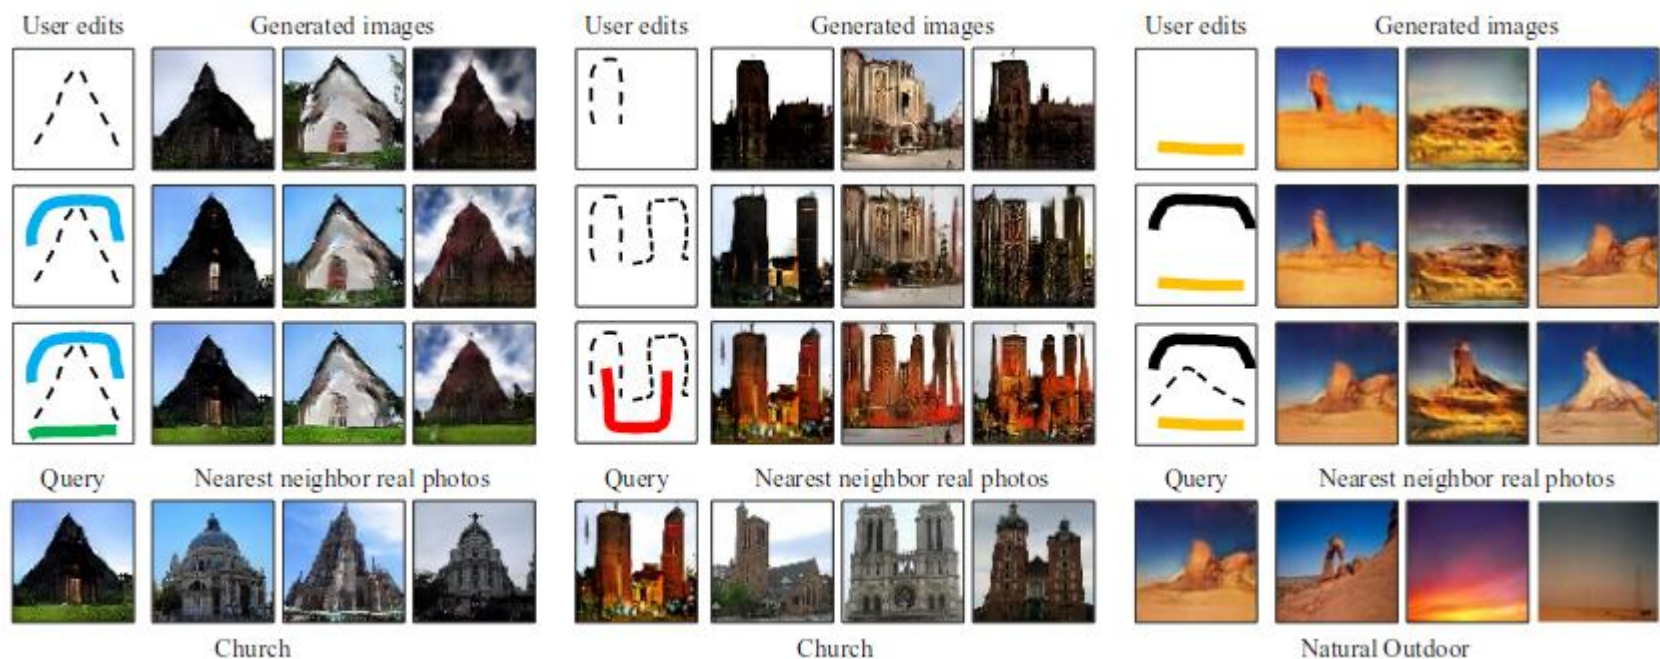 User edits Generated images User edits Generated images User edits Generated images
Query Nearest neighbor real photos Query Nearest neighbor real photos Query Nearest neighbor real photos
Church Church Natural Outdoor